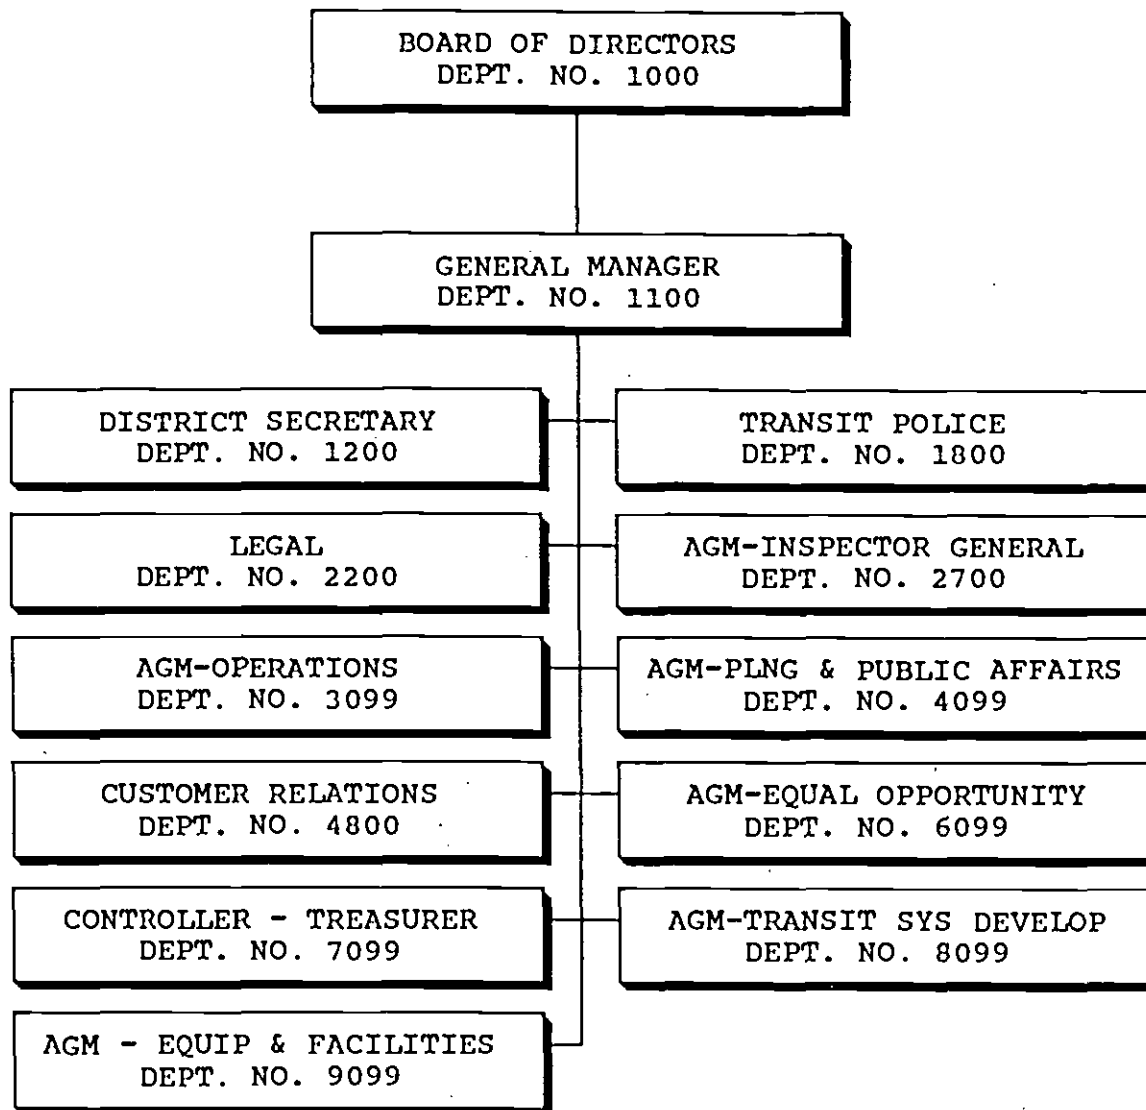 BOARD OF DIRECTORS
DEPT. NO. 1000
GENERAL MANAGER
DEPT. NO. 1100
DISTRICT SECRETARY
DEPT. NO. 1200
TRANSIT POLICE
DEPT. NO. 1800
LEGAL
DEPT. NO. 2200
AGM-INSPECTOR GENERAL
DEPT. NO. 2700
AGM-OPERATIONS
DEPT. NO. 3099
AGM-PLNG & PUBLIC AFFAIRS
DEPT. NO. 4099
CUSTOMER RELATIONS
DEPT. NO. 4800
AGM-EQUAL OPPORTUNITY
DEPT. NO. 6099
CONTROLLER - TREASURER
DEPT. NO. 7099
AGM-TRANSIT SYS DEVELOP
DEPT. NO. 8099
AGM - EQUIP & FACILITIES
DEPT. NO. 9099